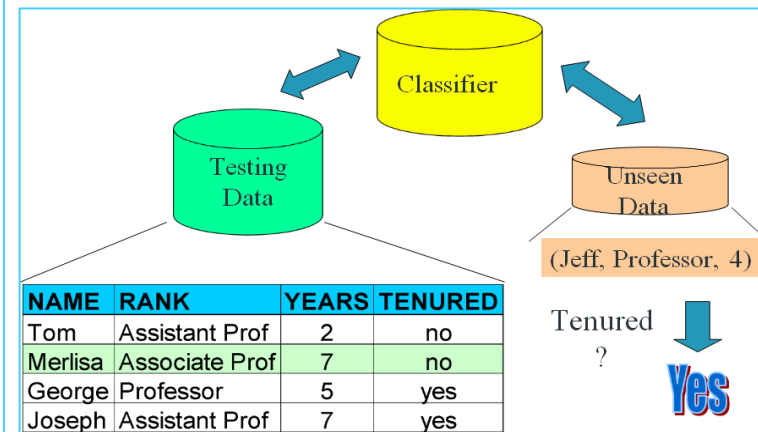 Classifier
Testing
Data
Unseen
Data
(Jeff, Professor, 4)
NAME RANK YEARS TENURED
Tom Assistant Prof 2 no
Merlisa Associate Prof 7 no
George Professor 5 yes
Joseph Assistant Prof 7 yes
Tenured
?
Yes